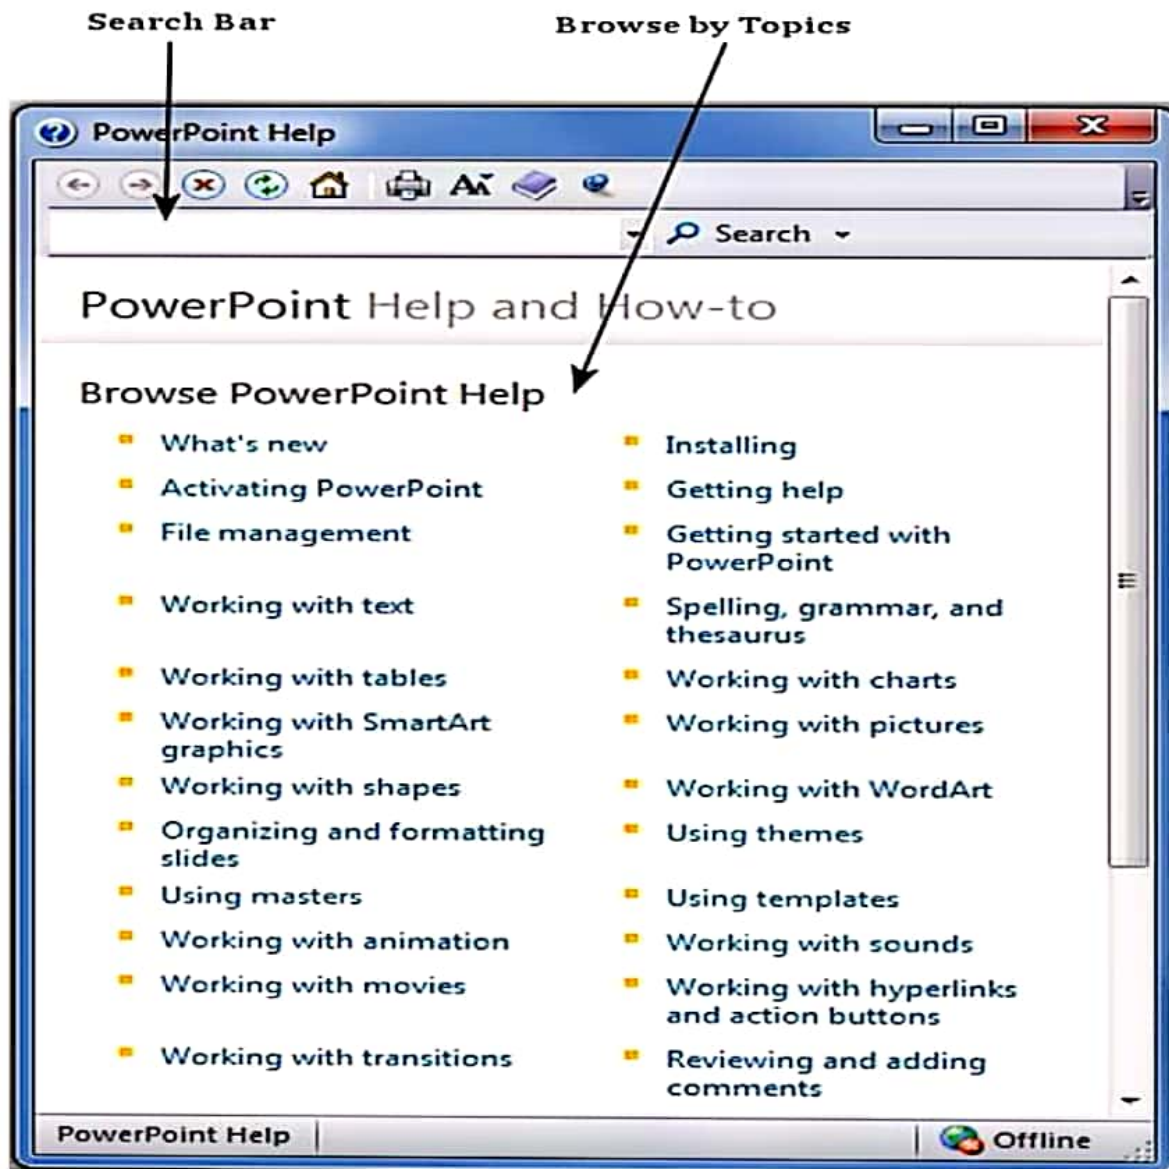 Search Bar
Browse by Topics
PowerPoint Help
Search
PowerPoint Help and How-to
Browse PowerPoint Help
What's new
Installing
Activating PowerPoint
Getting help
File management
Getting started with
PowerPoint
Working with text
Spelling, grammar, and
thesaurus
Working with tables
Working with charts
Working with SmartArt
graphics
Working with pictures
Working with shapes
Working with WordArt
Organizing and formatting
slides
Using themes
Using masters
Using templates
Working with animation
Working with sounds
Working with movies
Working with hyperlinks
and action buttons
Working with transitions
Reviewing and adding
comments
PowerPoint Help
Offline